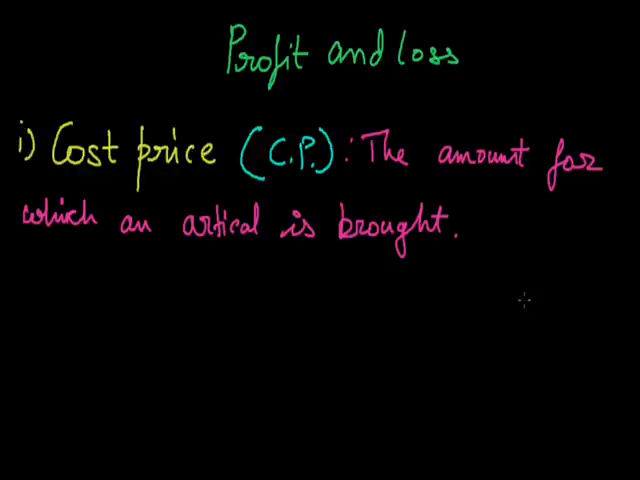 Profit and loss
i) Cost price (C.P.): The amount for
which an artical is brought.